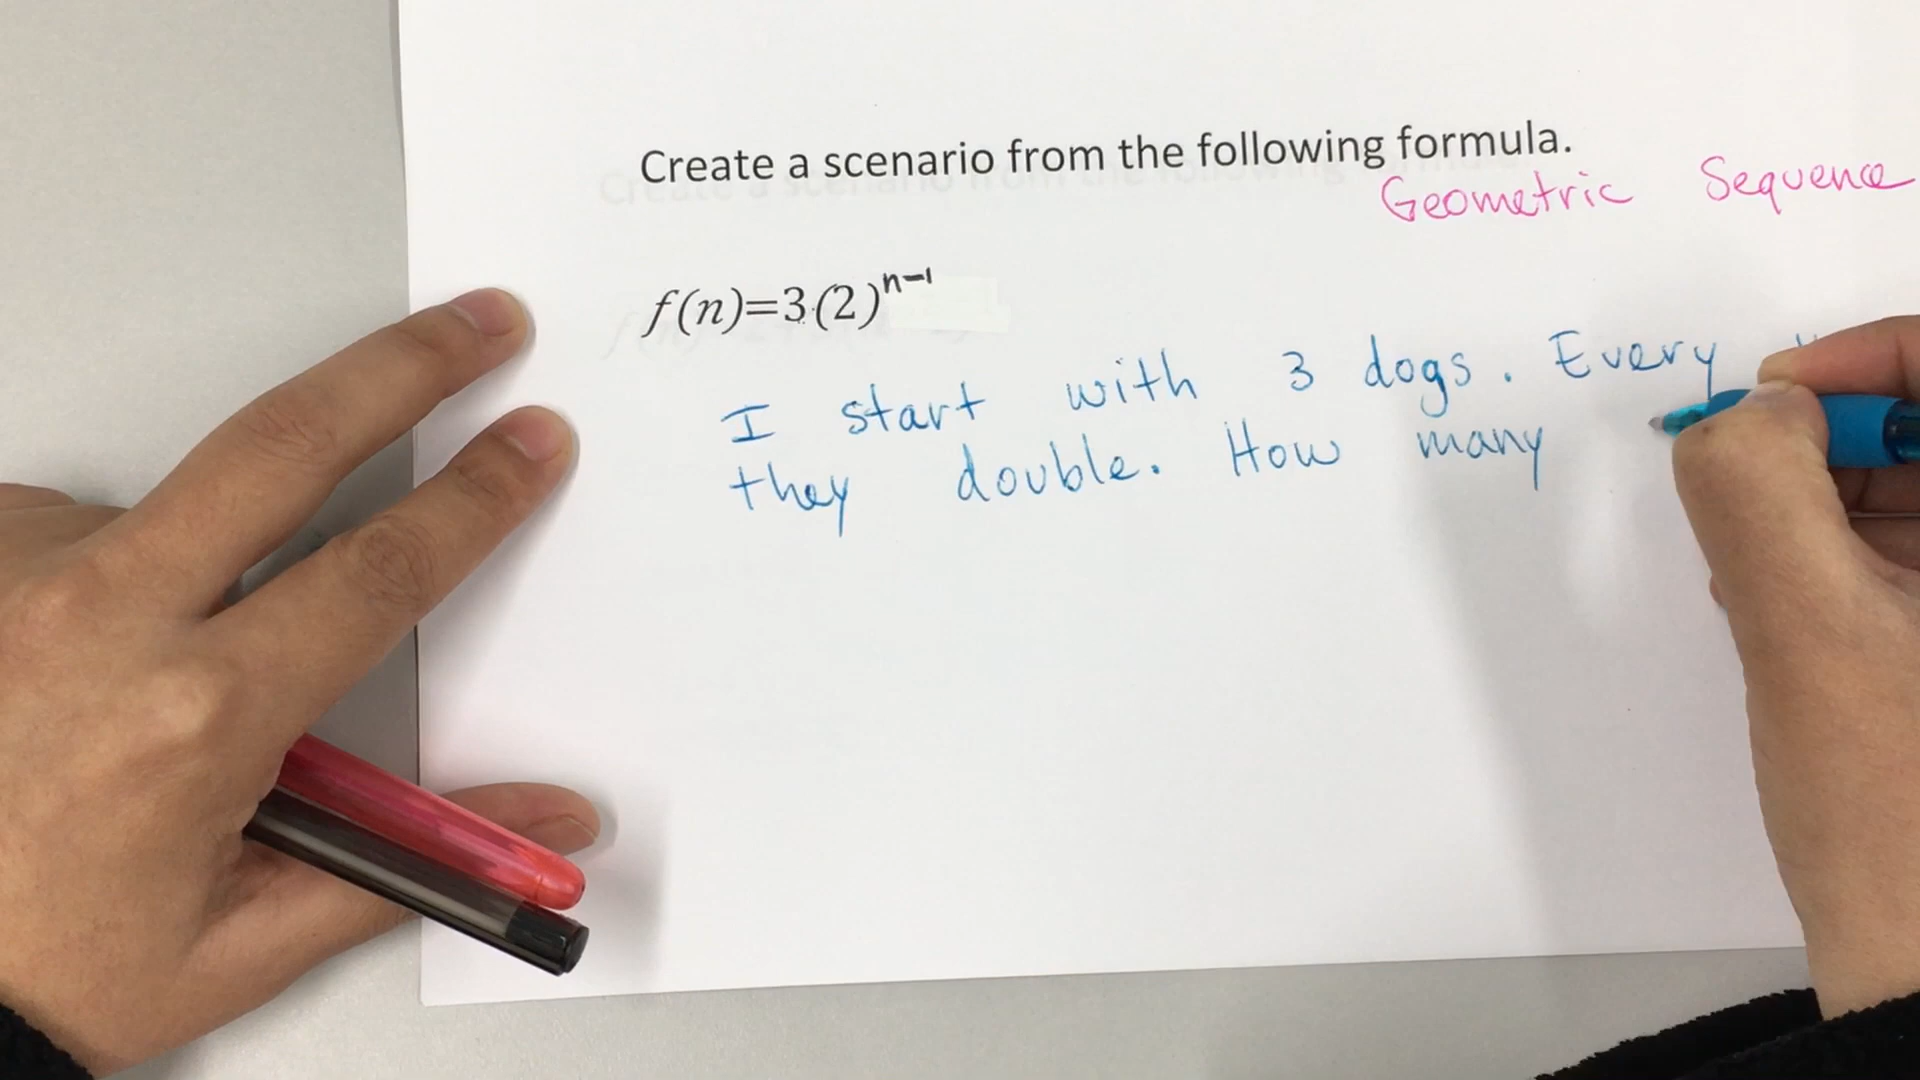 Create a scenario from the following formula.
Geometric Sequence
f(n)=3(2)^{n-1}
I start with 3 dogs. Every
they double. How many